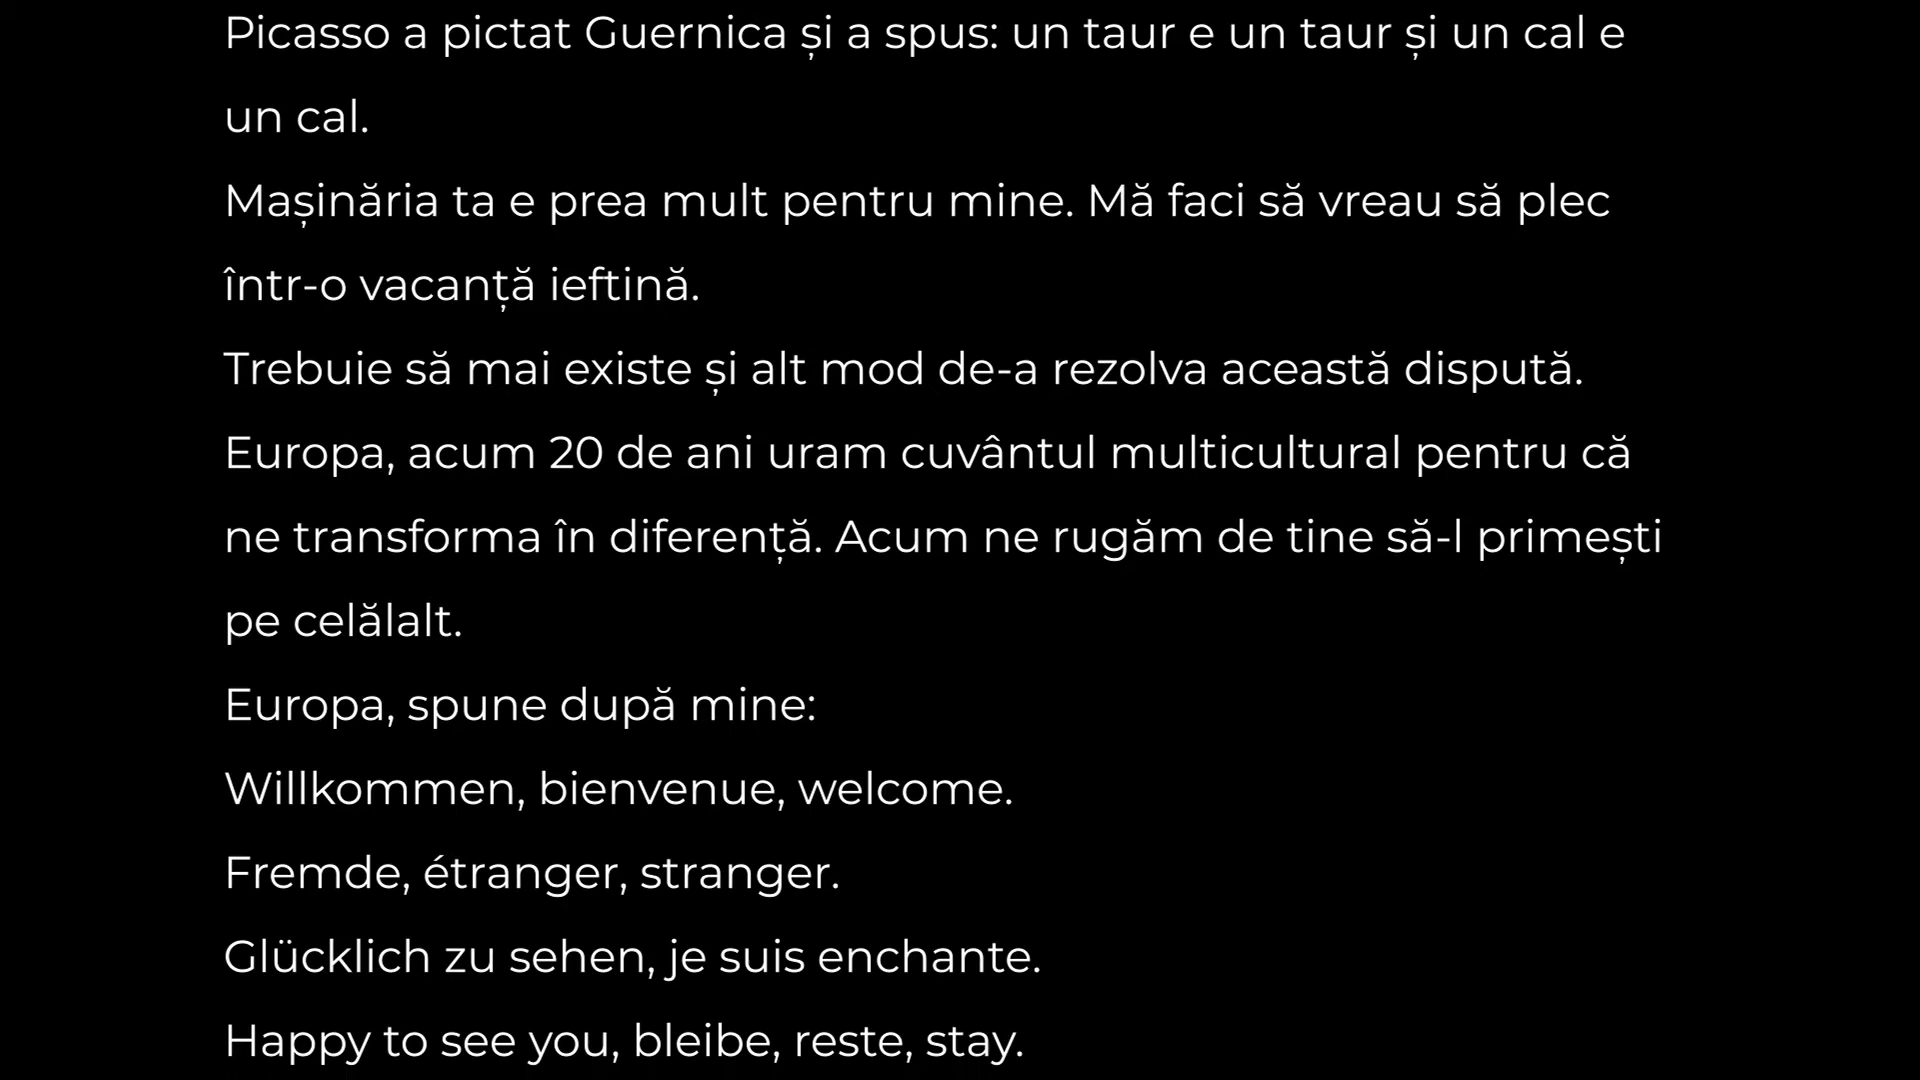 Picasso a pictat Guernica și a spus: un taur e un taur și un cal e
un cal.
Mașinăria ta e prea mult pentru mine. Mă faci să vreau să plec
într-o vacanță ieftină.
Trebuie să mai existe și alt mod de-a rezolva această dispută.
Europa, acum 20 de ani uram cuvântul multicultural pentru că
ne transforma în diferență. Acum ne rugăm de tine să-l primești
pe celălalt.
Europa, spune după mine:
Willkommen, bienvenue, welcome.
Fremde, étranger, stranger.
Glücklich zu sehen, je suis enchante.
Happy to see you, bleibe, reste, stay.